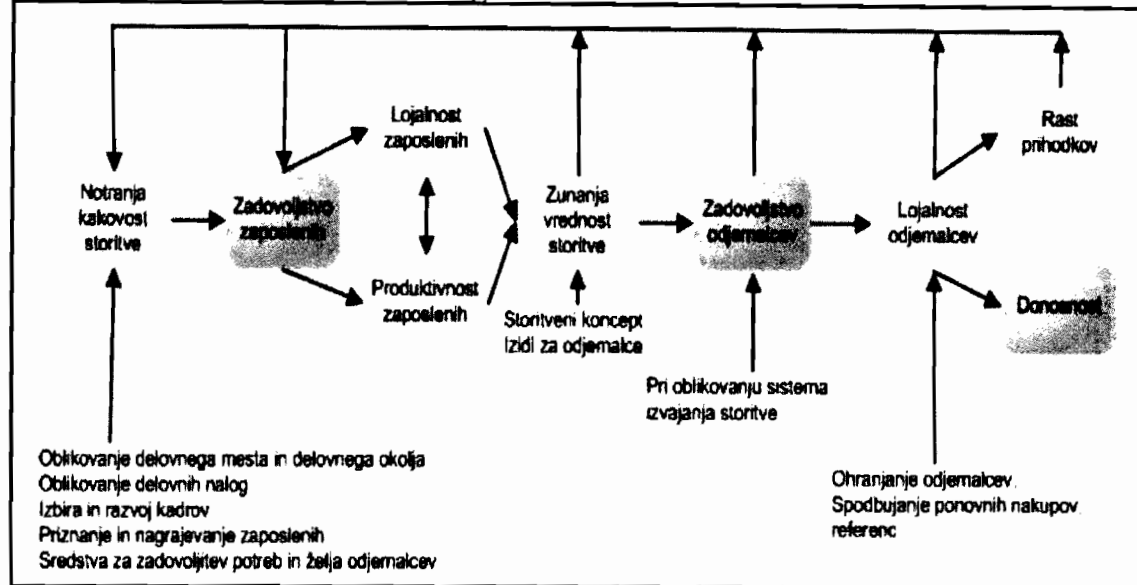 Lojalnost
zaposlenih
Rast
prihodkov
Notranja
kakovost
storitve
Zadovoljstvo
zaposlenih
Zunanja
vrednost
storitve
Zadovoljstvo
odjemalcev
Lojalnost
odjemalcev
Produktivnost
zaposlenih
Donosnost
Storitveni koncept
Izidi za odjemalce
Pri oblikovanju sistema
izvajanja storitve
Oblikovanje delovnega mesta in delovnega okolja
Oblikovanje delovnih nalog
Izbira in razvoj kadrov
Priznanje in nagrajevanje zaposlenih
Sredstva za zadovoljitev potreb in želja odjemalcev
Ohranjanje odjemalcev,
Spodbujanje ponovnih nakupov,
referenc